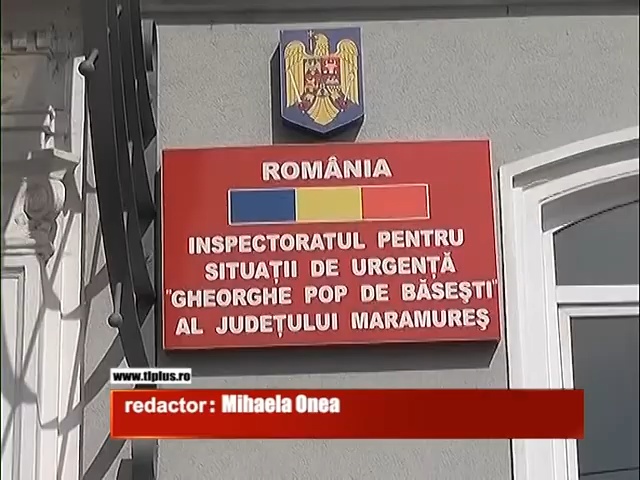 ROMÂNIA
INSPECTORATUL PENTRU
SITUAȚII DE URGENȚĂ
"GHEORGHE POP DE BĂSEȘTI"
AL JUDEȚULUI MARAMUREȘ
www.tlplus.ro
redactor: Mihaela Onea